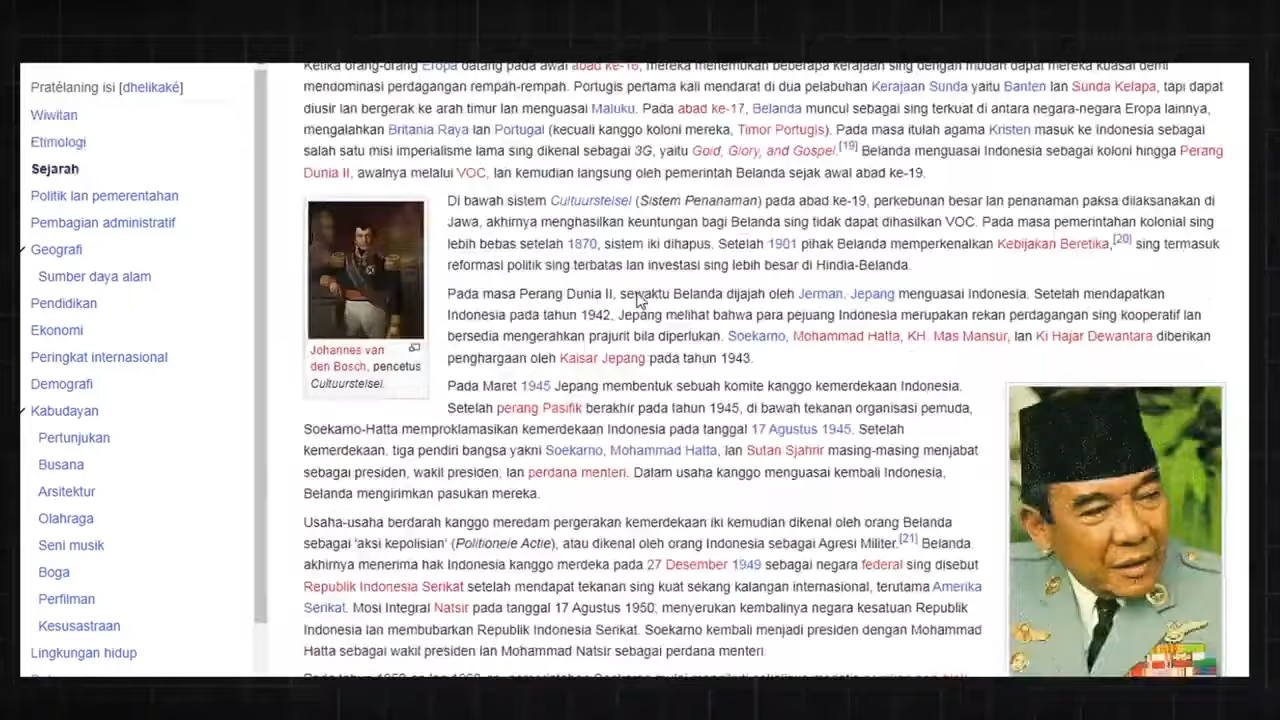 Pratélaning isi [dhelikaké]
Wiwitan
Etimologi
Sejarah
Politik lan pemerentahan
Pembagian administratif
Geografi
Sumber daya alam
Pendidikan
Ekonomi
Peringkat internasional
Demografi
Kabudayan
Pertunjukan
Busana
Arsitektur
Olahraga
Seni musik
Boga
Perfilman
Kesusastraan
Lingkungan hidup
Ketika orang-orang Eropa datang pada awal abad ke-16, mereka menemukan beberapa kerajaan sing dengan mudah dapat mereka kuasai demi
mendominasi perdagangan rempah-rempah. Portugis pertama kali mendarat di dua pelabuhan Kerajaan Sunda yaitu Banten lan Sunda Kelapa, tapi dapat
diusir lan bergerak ke arah timur lan menguasai Maluku. Pada abad ke-17, Belanda muncul sebagai sing terkuat di antara negara-negara Eropa lainnya,
mengalahkan Britania Raya lan Portugal (kecuali kanggo koloni mereka, Timor Portugis). Pada masa itulah agama Kristen masuk ke Indonesia sebagai
salah satu misi imperialisme lama sing dikenal sebagai 3G, yaitu Gold, Glory, and Gospel.[19] Belanda menguasai Indonesia sebagai koloni hingga Perang
Dunia II, awalnya melalui VOC, lan kemudian langsung oleh pemerintah Belanda sejak awal abad ke-19.
Di bawah sistem Cultuurstelsel (Sistem Penanaman) pada abad ke-19, perkebunan besar lan penanaman paksa dilaksanakan di
Jawa, akhirnya menghasilkan keuntungan bagi Belanda sing tidak dapat dihasilkan VOC. Pada masa pemerintahan kolonial sing
lebih bebas setelah 1870, sistem iki dihapus. Setelah 1901 pihak Belanda memperkenalkan Kebijakan Beretika,[20] sing termasuk
reformasi politik sing terbatas lan investasi sing lebih besar di Hindia-Belanda.
Johannes van
den Bosch, pencetus
Cultuurstelsel.
Pada masa Perang Dunia II, sewaktu Belanda dijajah oleh Jerman, Jepang menguasai Indonesia. Setelah mendapatkan
Indonesia pada tahun 1942, Jepang melihat bahwa para pejuang Indonesia merupakan rekan perdagangan sing kooperatif lan
bersedia mengerahkan prajurit bila diperlukan. Soekarno, Mohammad Hatta, KH. Mas Mansur, lan Ki Hajar Dewantara diberikan
penghargaan oleh Kaisar Jepang pada tahun 1943.
Pada Maret 1945 Jepang membentuk sebuah komite kanggo kemerdekaan Indonesia.
Setelah perang Pasifik berakhir pada tahun 1945, di bawah tekanan organisasi pemuda,
Soekarno-Hatta memproklamasikan kemerdekaan Indonesia pada tanggal 17 Agustus 1945. Setelah
kemerdekaan, tiga pendiri bangsa yakni Soekarno, Mohammad Hatta, lan Sutan Sjahrir masing-masing menjabat
sebagai presiden, wakil presiden, lan perdana menteri. Dalam usaha kanggo menguasai kembali Indonesia,
Belanda mengirimkan pasukan mereka.
Usaha-usaha berdarah kanggo meredam pergerakan kemerdekaan iki kemudian dikenal oleh orang Belanda
sebagai 'aksi kepolisian' (Politionele Actie), atau dikenal oleh orang Indonesia sebagai Agresi Militer.[21] Belanda
akhirnya menerima hak Indonesia kanggo merdeka pada 27 Desember 1949 sebagai negara federal sing disebut
Republik Indonesia Serikat setelah mendapat tekanan sing kuat sekang kalangan internasional, terutama Amerika
Serikat. Mosi Integral Natsir pada tanggal 17 Agustus 1950, menyerukan kembalinya negara kesatuan Republik
Indonesia lan membubarkan Republik Indonesia Serikat. Soekarno kembali menjadi presiden dengan Mohammad
Hatta sebagai wakil presiden lan Mohammad Natsir sebagai perdana menteri.